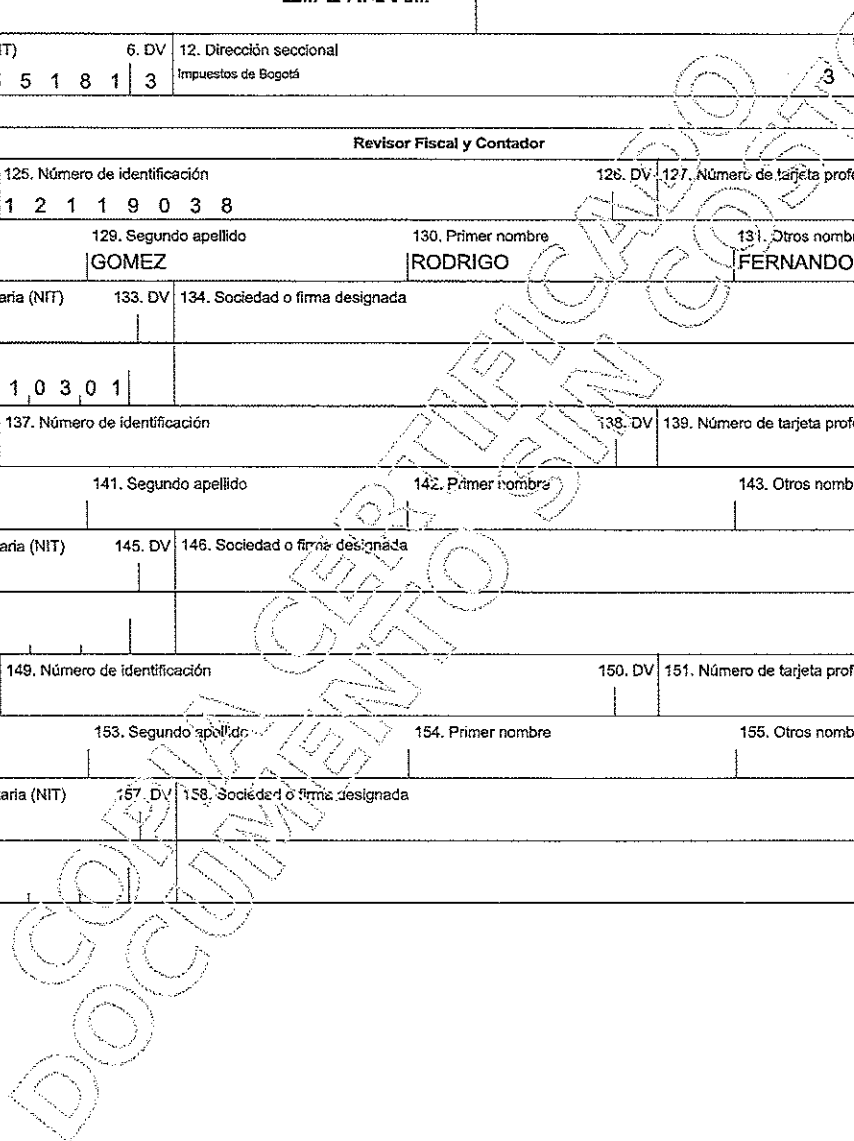 T) 6. DV 12. Dirección seccional
5 1 8 1 3 Impuestos de Bogotá 3
Revisor Fiscal y Contador
125. Número de identificación 126. DV 127. Número de tarjeta profe
1 2 1 1 9 0 3 8
129. Segundo apellido 130. Primer nombre 131. Otros nombr
GOMEZ RODRIGO FERNANDO
aria (NIT) 133. DV 134. Sociedad o firma designada
1 0 3 0 1
137. Número de identificación 138. DV 139. Número de tarjeta profe
141. Segundo apellido 142. Primer nombre 143. Otros nomb
aria (NIT) 145. DV 146. Sociedad o firma designada
149. Número de identificación 150. DV 151. Número de tarjeta profe
153. Segundo apellido 154. Primer nombre 155. Otros nomb
taria (NIT) 157. DV 158. Sociedad o firma designada
COPIA CERTIFICADO
DOCUMENTO SIN COSTO